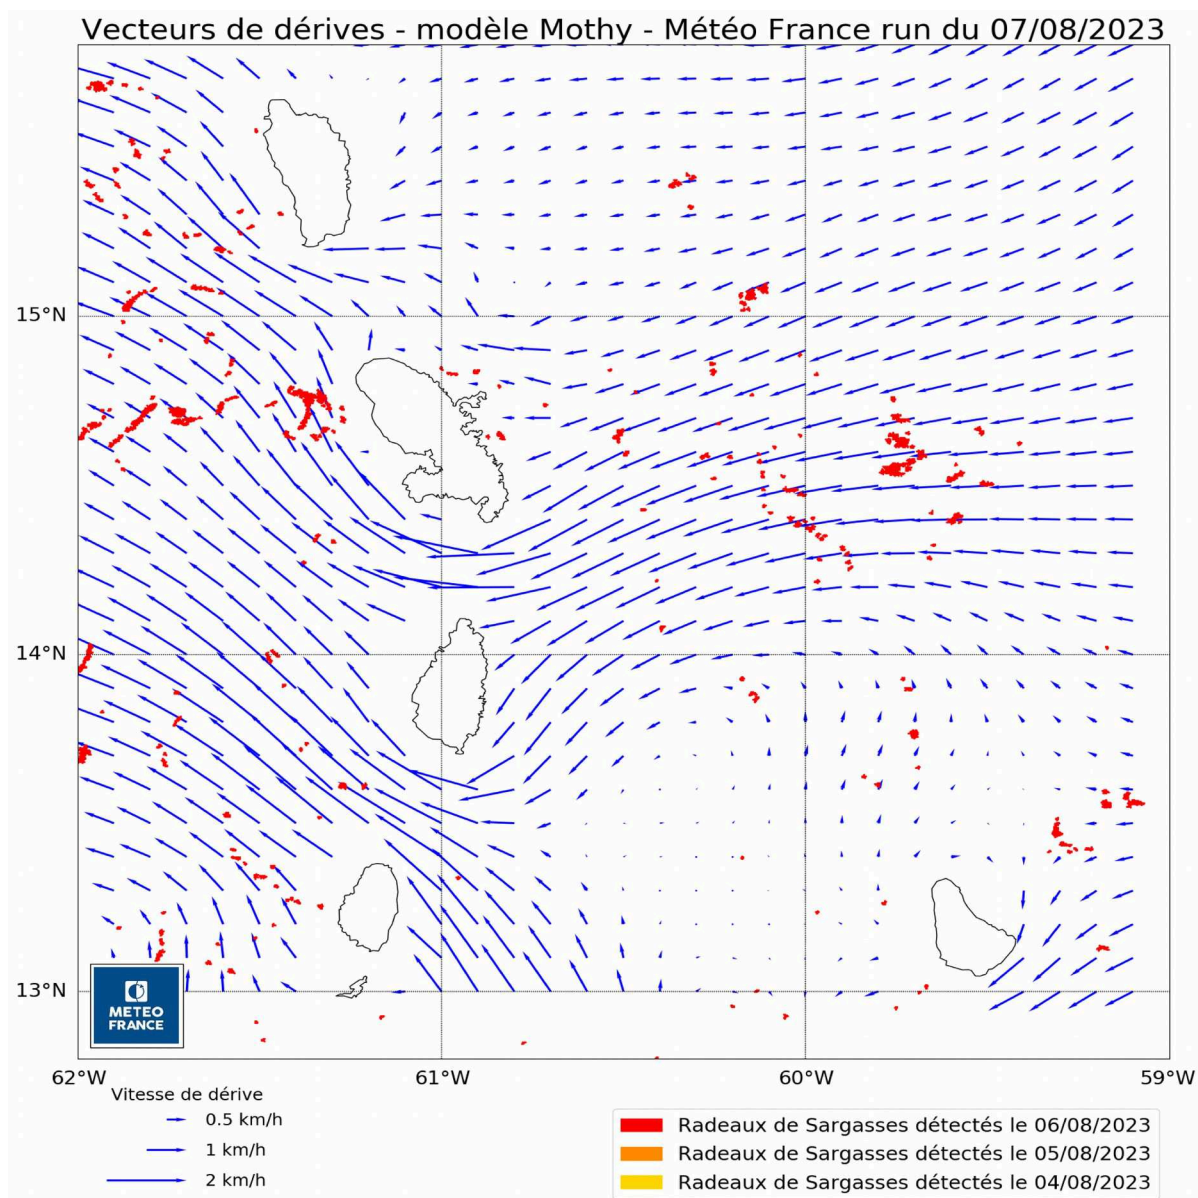 Vecteurs de dérives - modèle Mothy - Météo France run du 07/08/2023
15°N
14°N
13°N
METEO
FRANCE
62°W 61°W 60°W 59°W
Vitesse de dérive
0.5 km/h
1 km/h
2 km/h
Radeaux de Sargasses détectés le 06/08/2023
Radeaux de Sargasses détectés le 05/08/2023
Radeaux de Sargasses détectés le 04/08/2023